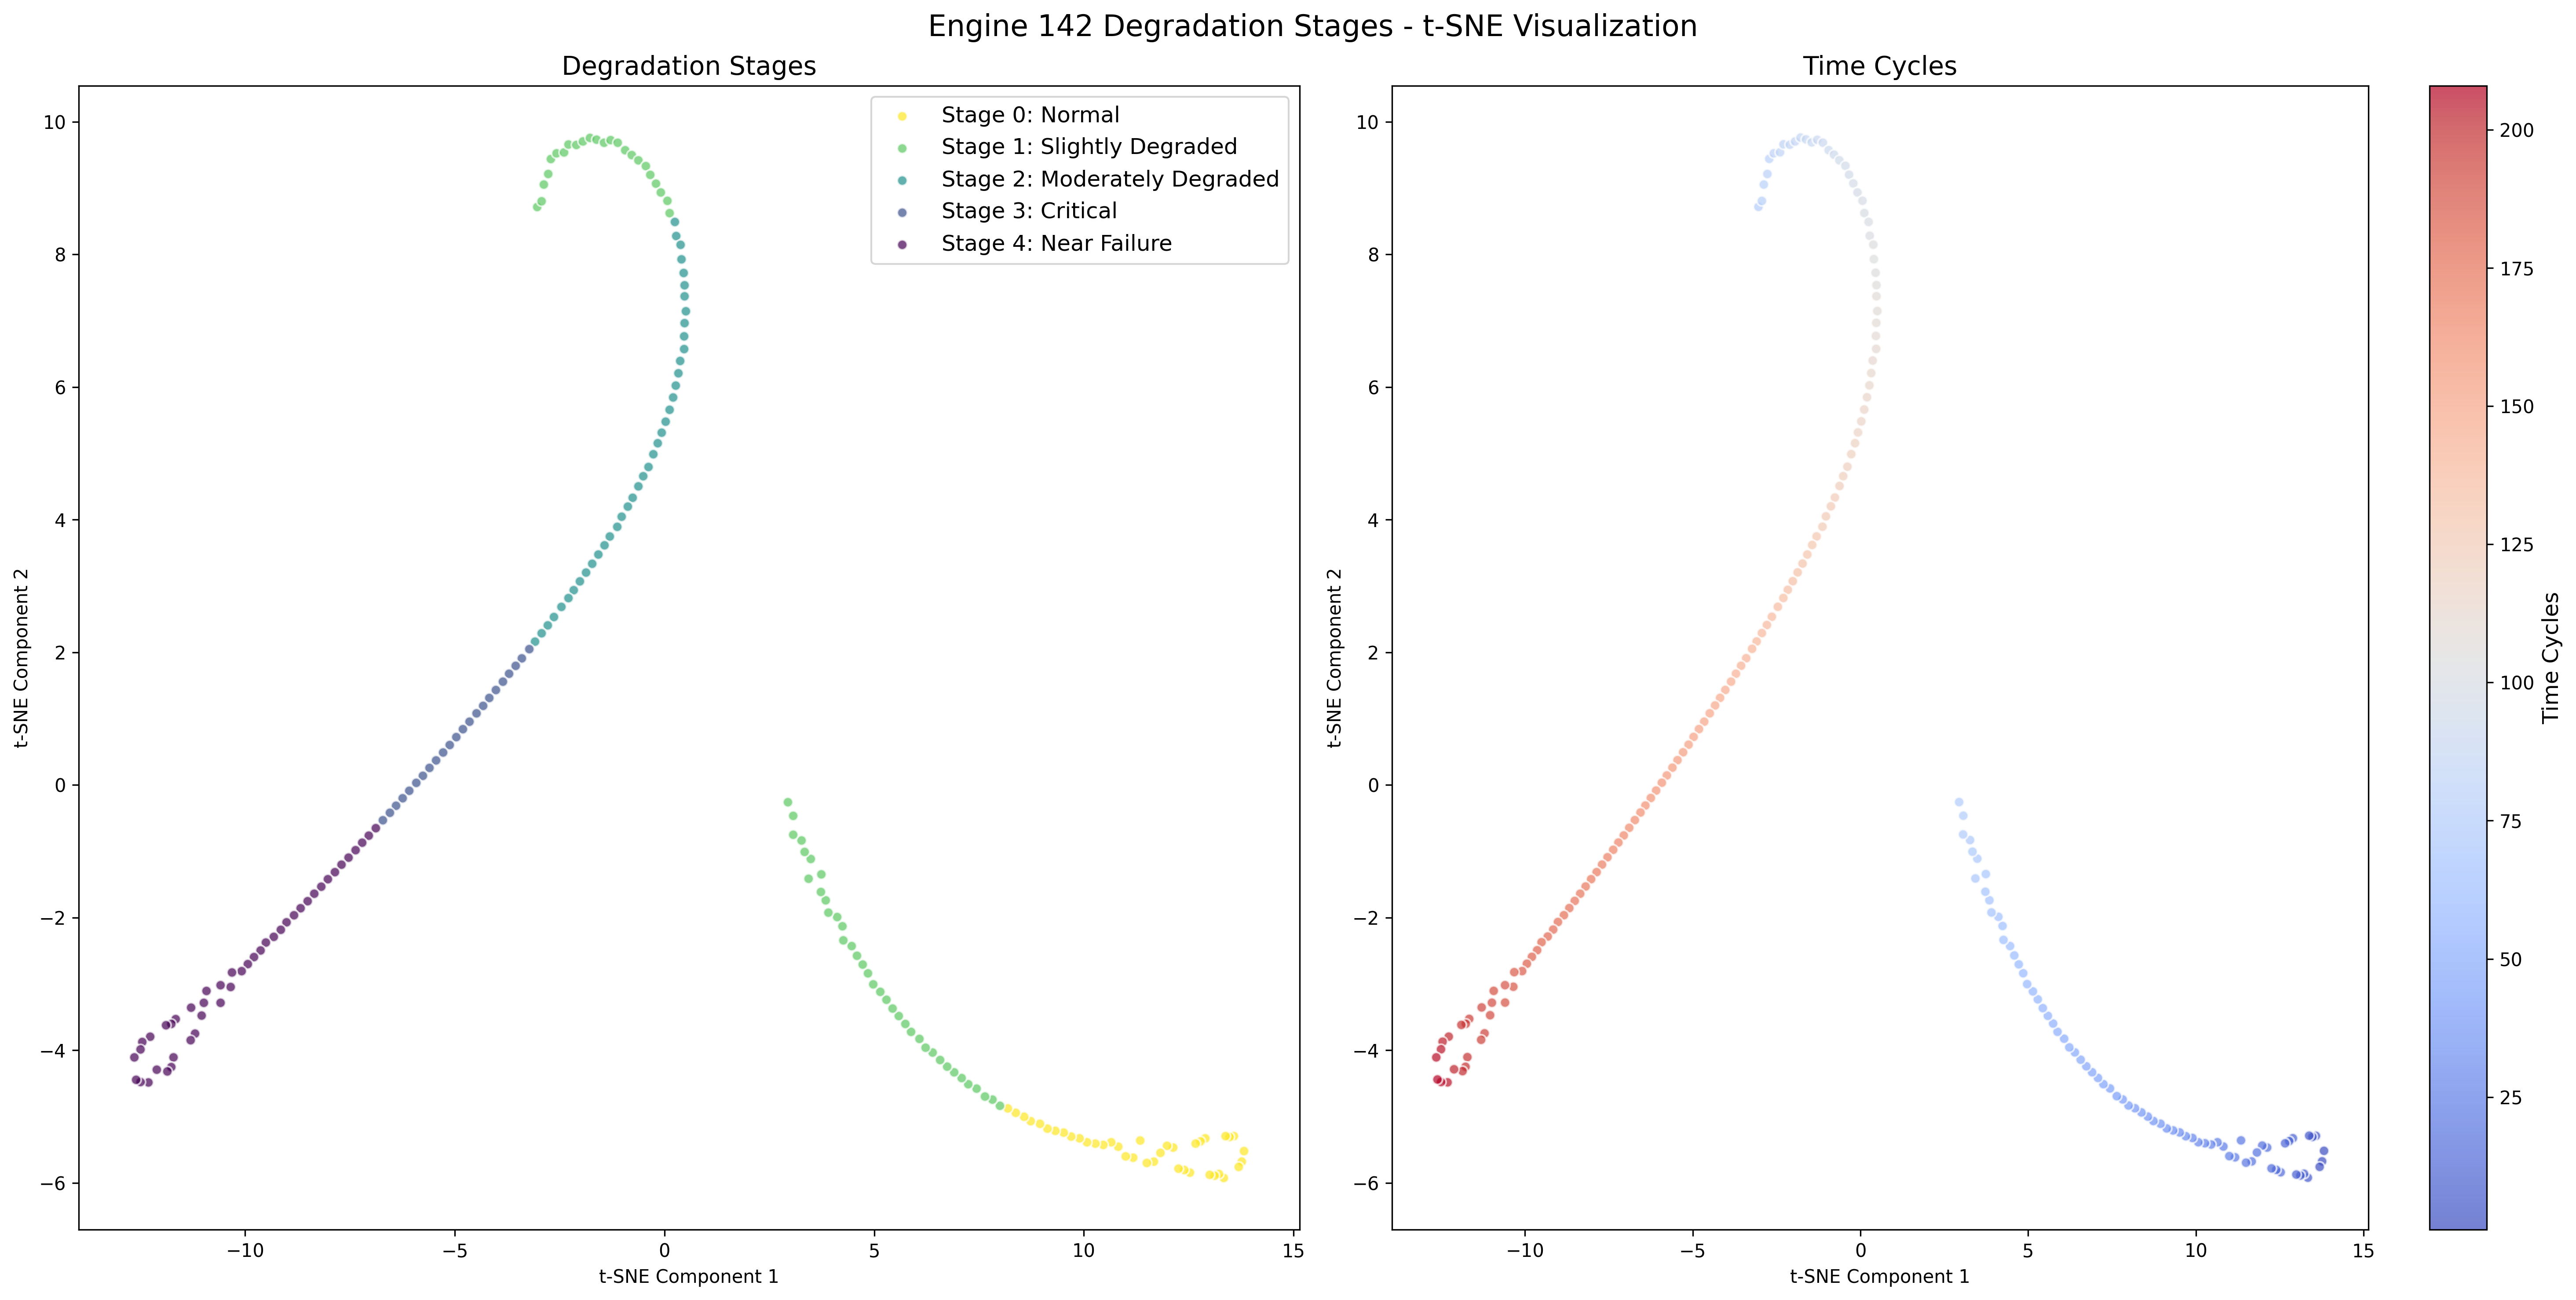 Engine 142 Degradation Stages - t-SNE Visualization
Degradation Stages
Stage 0: Normal
Stage 1: Slightly Degraded
Stage 2: Moderately Degraded
Stage 3: Critical
Stage 4: Near Failure
10
8
6
4
2
0
−2
−4
−6
t-SNE Component 2
−10
−5
0
5
10
15
t-SNE Component 1
Time Cycles
10
8
6
4
2
0
−2
−4
−6
t-SNE Component 2
−10
−5
0
5
10
15
t-SNE Component 1
200
175
150
125
100
75
50
25
Time Cycles